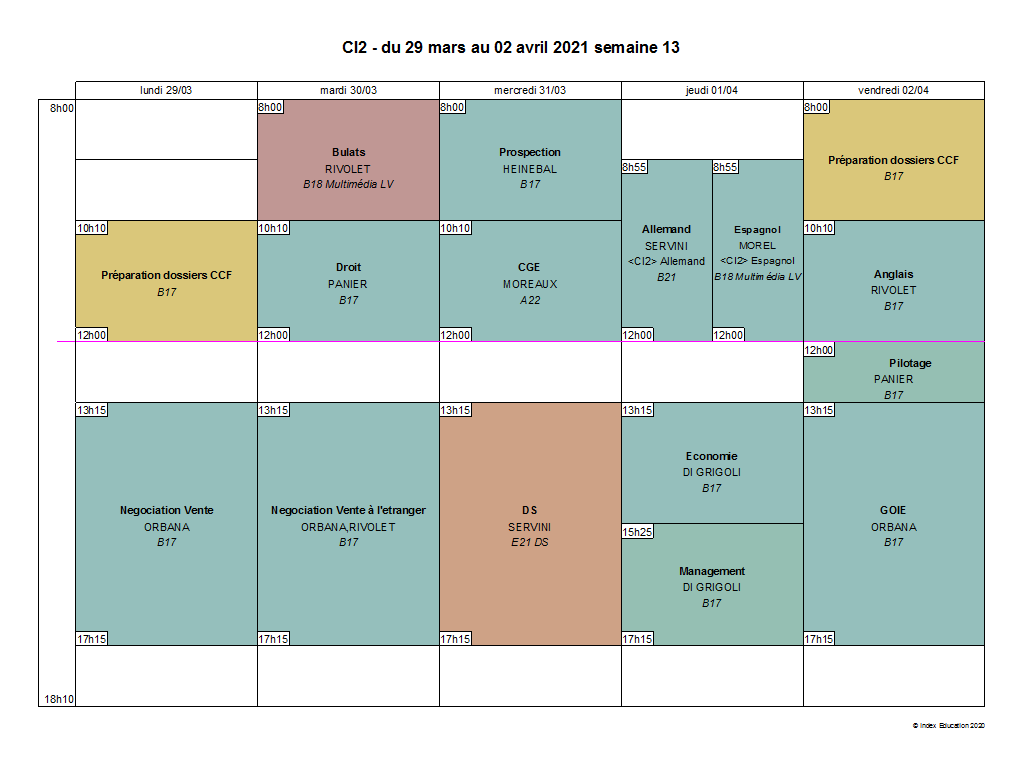 CI2 - du 29 mars au 02 avril 2021 semaine 13
lundi 29/03
mardi 30/03
mercredi 31/03
jeudi 01/04
vendredi 02/04
8h00
8h00
Bulats
RIVOLET
B18 Multimédia LV
8h00
Prospection
HEINEBAL
B17
8h00
Préparation dossiers CCF
B17
8h55
Allemand
SERVINI
<CI2> Allemand
B21
12h00
8h55
Espagnol
MOREL
<CI2> Espagnol
B18 Multimédia LV
12h00
10h10
Préparation dossiers CCF
B17
12h00
10h10
Droit
PANIER
B17
12h00
10h10
CGE
MOREAUX
A22
12h00
10h10
Anglais
RIVOLET
B17
12h00
Pilotage
PANIER
B17
13h15
Negociation Vente
ORBANA
B17
17h15
13h15
Negociation Vente à l'etranger
ORBANA,RIVOLET
B17
17h15
13h15
DS
SERVINI
E21 DS
17h15
13h15
Economie
DI GRIGOLI
B17
15h25
Management
DI GRIGOLI
B17
17h15
13h15
GOIE
ORBANA
B17
17h15
18h10
© Index Education 2020